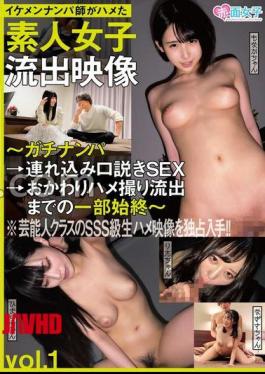 イケメンナンパ師がハメた
素人女子
流出映像
～ガチナンパ
→連れ込み口説きSEX
→おかわりハメ撮り流出
までの一部始終～
※芸能人クラスのSSS級生ハメ映像を独占入手!!
JAVHD
vol.1